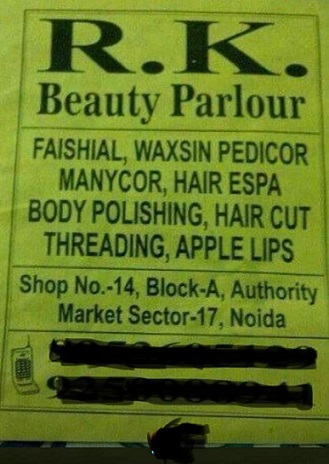 R.K.
Beauty Parlour
FAISHIAL, WAXSIN PEDICOR
MANYCOR, HAIR ESPA
BODY POLISHING, HAIR CUT
THREADING, APPLE LIPS
Shop No.-14, Block-A, Authority
Market Sector-17, Noida